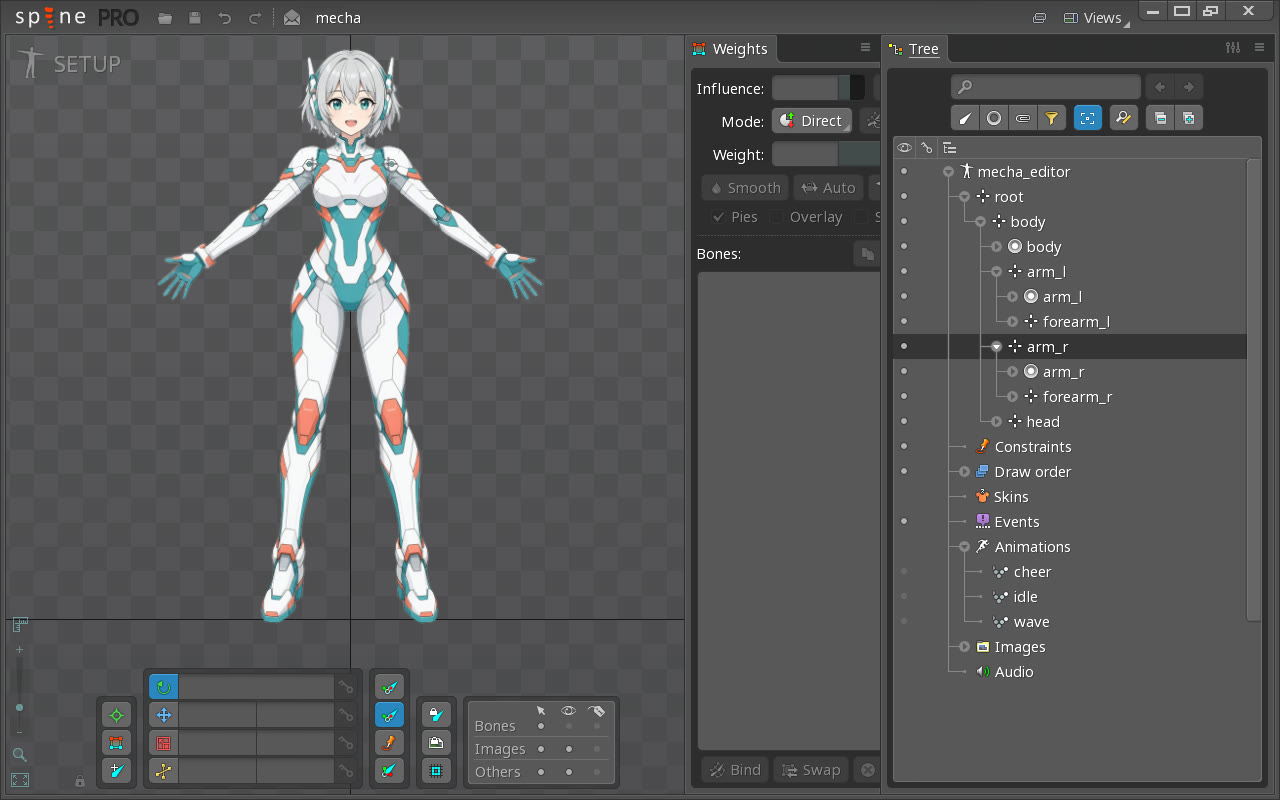 spine PRO
mecha
Views
SETUP
Weights
Influence:
Mode:
Direct
Weight:
Smooth
Auto
Pies
Overlay
S
Bones:
Bind
Swap
Tree
mecha_editor
root
body
body
arm_l
arm_l
forearm_l
arm_r
arm_r
forearm_r
head
Constraints
Draw order
Skins
Events
Animations
cheer
idle
wave
Images
Audio
Bones
Images
Others